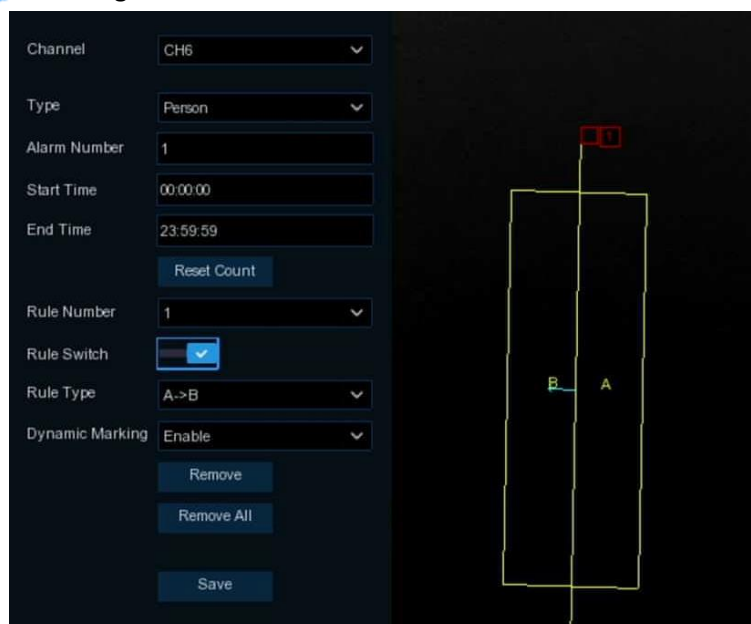 Channel CH6
Type Person
Alarm Number 1
Start Time 00:00:00
End Time 23:59:59
Reset Count
Rule Number 1
Rule Switch
Rule Type A->B
Dynamic Marking Enable
Remove
Remove All
Save
1
B A